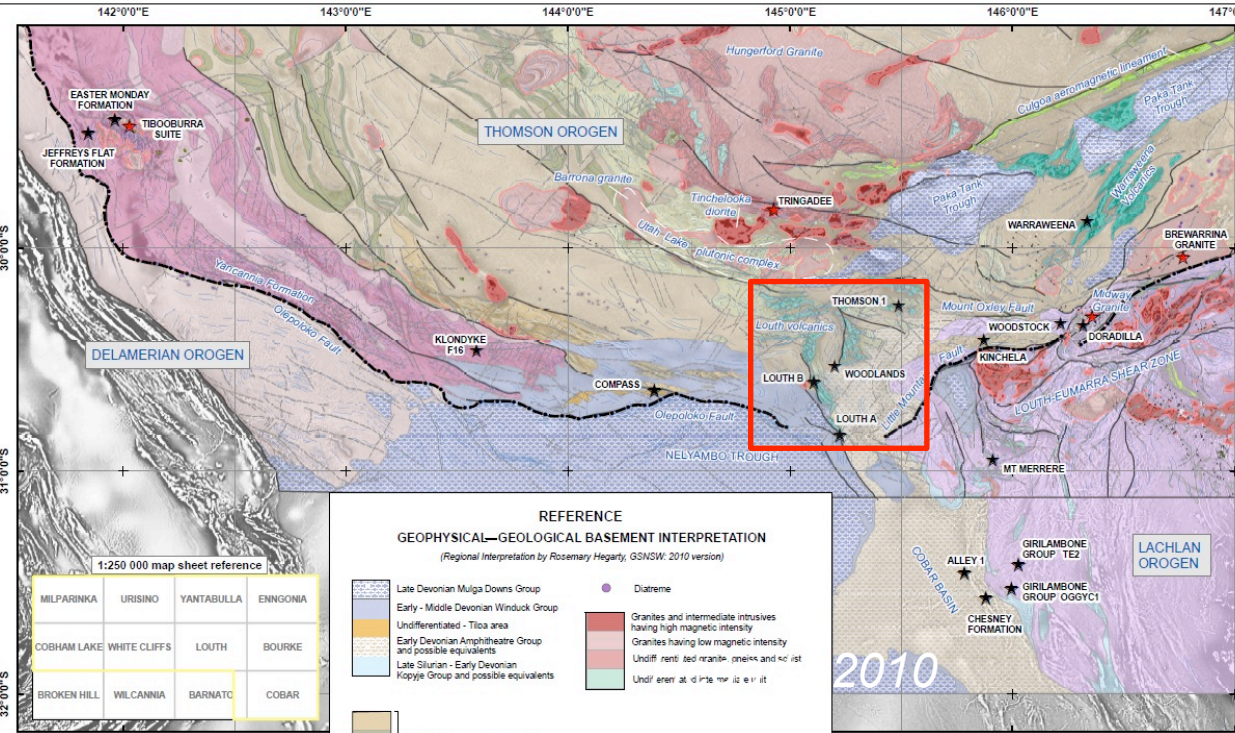 142°0'0"E
143°0'0"E
144°0'0"E
145°0'0"E
146°0'0"E
147°0
30°0'0"S
31°0'0"S
32°0'0"S
Hungerford Granite
Culgoa aeromagnetic lineament
EASTER MONDAY
FORMATION
TIBOOBURRA
SUITE
JEFFREYS FLAT
FORMATION
THOMSON OROGEN
Paka Tank
Trough
Barrona granite
Tinchelooka
diorite
TRINGADEE
Paka Tank
Trough
Warraweena
Volcanics
WARRAWEENA
Utah-Lake plutonic complex
BREWARRINA
GRANITE
Yancannia Formation
Olepoloko Fault
THOMSON 1
Mount Oxley Fault
Midway
Granite
Louth volcanics
WOODSTOCK
DORADILLA
KINCHELA
DELAMERIAN OROGEN
KLONDYKE
F16
COMPASS
LOUTH B
WOODLANDS
Little Mount
Fault
LOUTH-EUMARRA SHEAR ZONE
Olepoloko Fault
LOUTH A
NELYAMBO TROUGH
MT MERRERE
COBAR BASIN
ALLEY 1
GIRILAMBONE
GROUP TE2
GIRILAMBONE
GROUP OGGYC1
CHESNEY
FORMATION
LACHLAN
OROGEN
1:250 000 map sheet reference
MILPARINKA URISINO YANTABULLA ENNGONIA
COBHAM LAKE WHITE CLIFFS LOUTH BOURKE
BROKEN HILL WILCANNIA BARNATO COBAR
REFERENCE
GEOPHYSICAL—GEOLOGICAL BASEMENT INTERPRETATION
(Regional Interpretation by Rosemary Hegarty, GSNSW: 2010 version)
Late Devonian Mulga Downs Group
Early - Middle Devonian Winduck Group
Undifferentiated - Tiloa area
Early Devonian Amphitheatre Group
and possible equivalents
Late Silurian - Early Devonian
Kopyje Group and possible equivalents
Diatreme
Granites and intermediate intrusives
having high magnetic intensity
Granites having low magnetic intensity
granite, gneiss and
2010